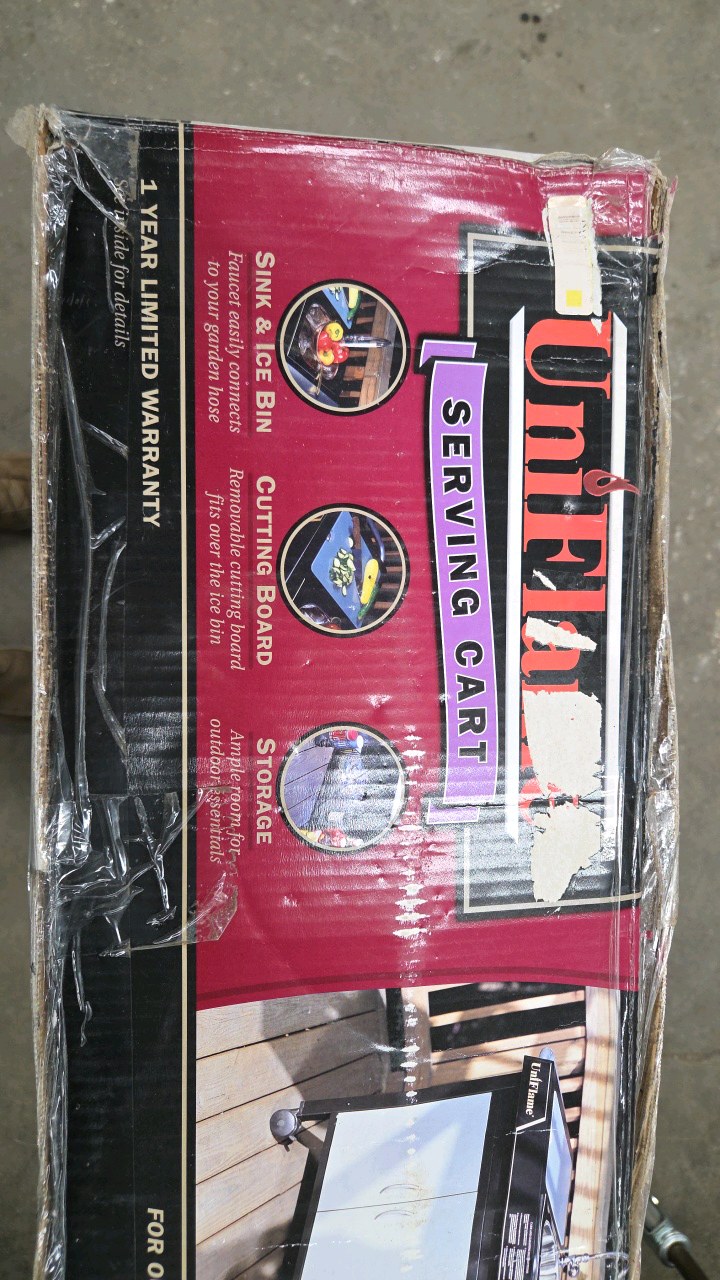 UniFla
SERVING CART
SINK & ICE BIN
Faucet easily connects
to your garden hose
CUTTING BOARD
Removable cutting board
fits over the ice bin
STORAGE
Ample room for
outdoor essentials
1 YEAR LIMITED WARRANTY
inside for details
UniFlame
FOR O